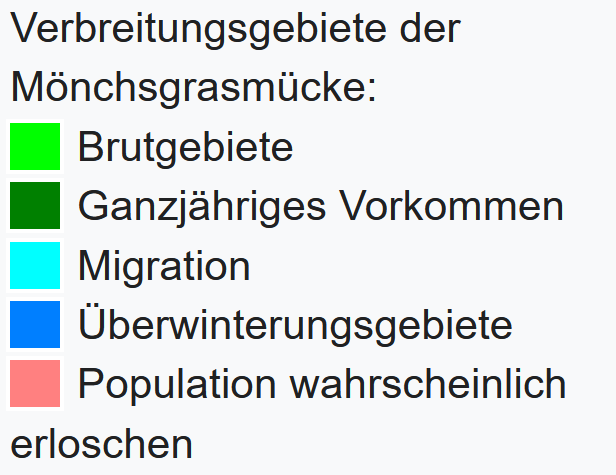 Verbreitungsgebiete der
Mönchsgrasmücke:
Brutgebiete
Ganzjähriges Vorkommen
Migration
Überwinterungsgebiete
Population wahrscheinlich
erloschen